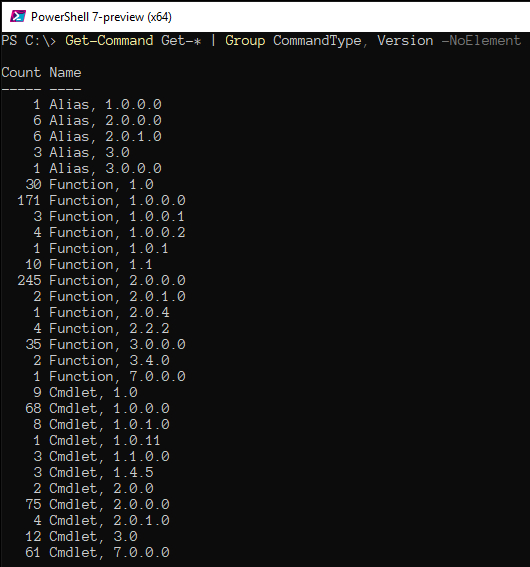 PowerShell 7-preview (x64)
PS C:\> Get-Command Get-* | Group CommandType, Version -NoElement
Count Name
----- ----
    1 Alias, 1.0.0.0
    6 Alias, 2.0.0.0
    6 Alias, 2.0.1.0
    3 Alias, 3.0
    1 Alias, 3.0.0.0
   30 Function, 1.0
  171 Function, 1.0.0.0
    3 Function, 1.0.0.1
    4 Function, 1.0.0.2
    1 Function, 1.0.1
   10 Function, 1.1
  245 Function, 2.0.0.0
    2 Function, 2.0.1.0
    1 Function, 2.0.4
    4 Function, 2.2.2
   35 Function, 3.0.0.0
    2 Function, 3.4.0
    1 Function, 7.0.0.0
    9 Cmdlet, 1.0
   68 Cmdlet, 1.0.0.0
    8 Cmdlet, 1.0.1.0
    1 Cmdlet, 1.0.11
    3 Cmdlet, 1.1.0.0
    3 Cmdlet, 1.4.5
    2 Cmdlet, 2.0.0
   75 Cmdlet, 2.0.0.0
    4 Cmdlet, 2.0.1.0
   12 Cmdlet, 3.0
   61 Cmdlet, 7.0.0.0